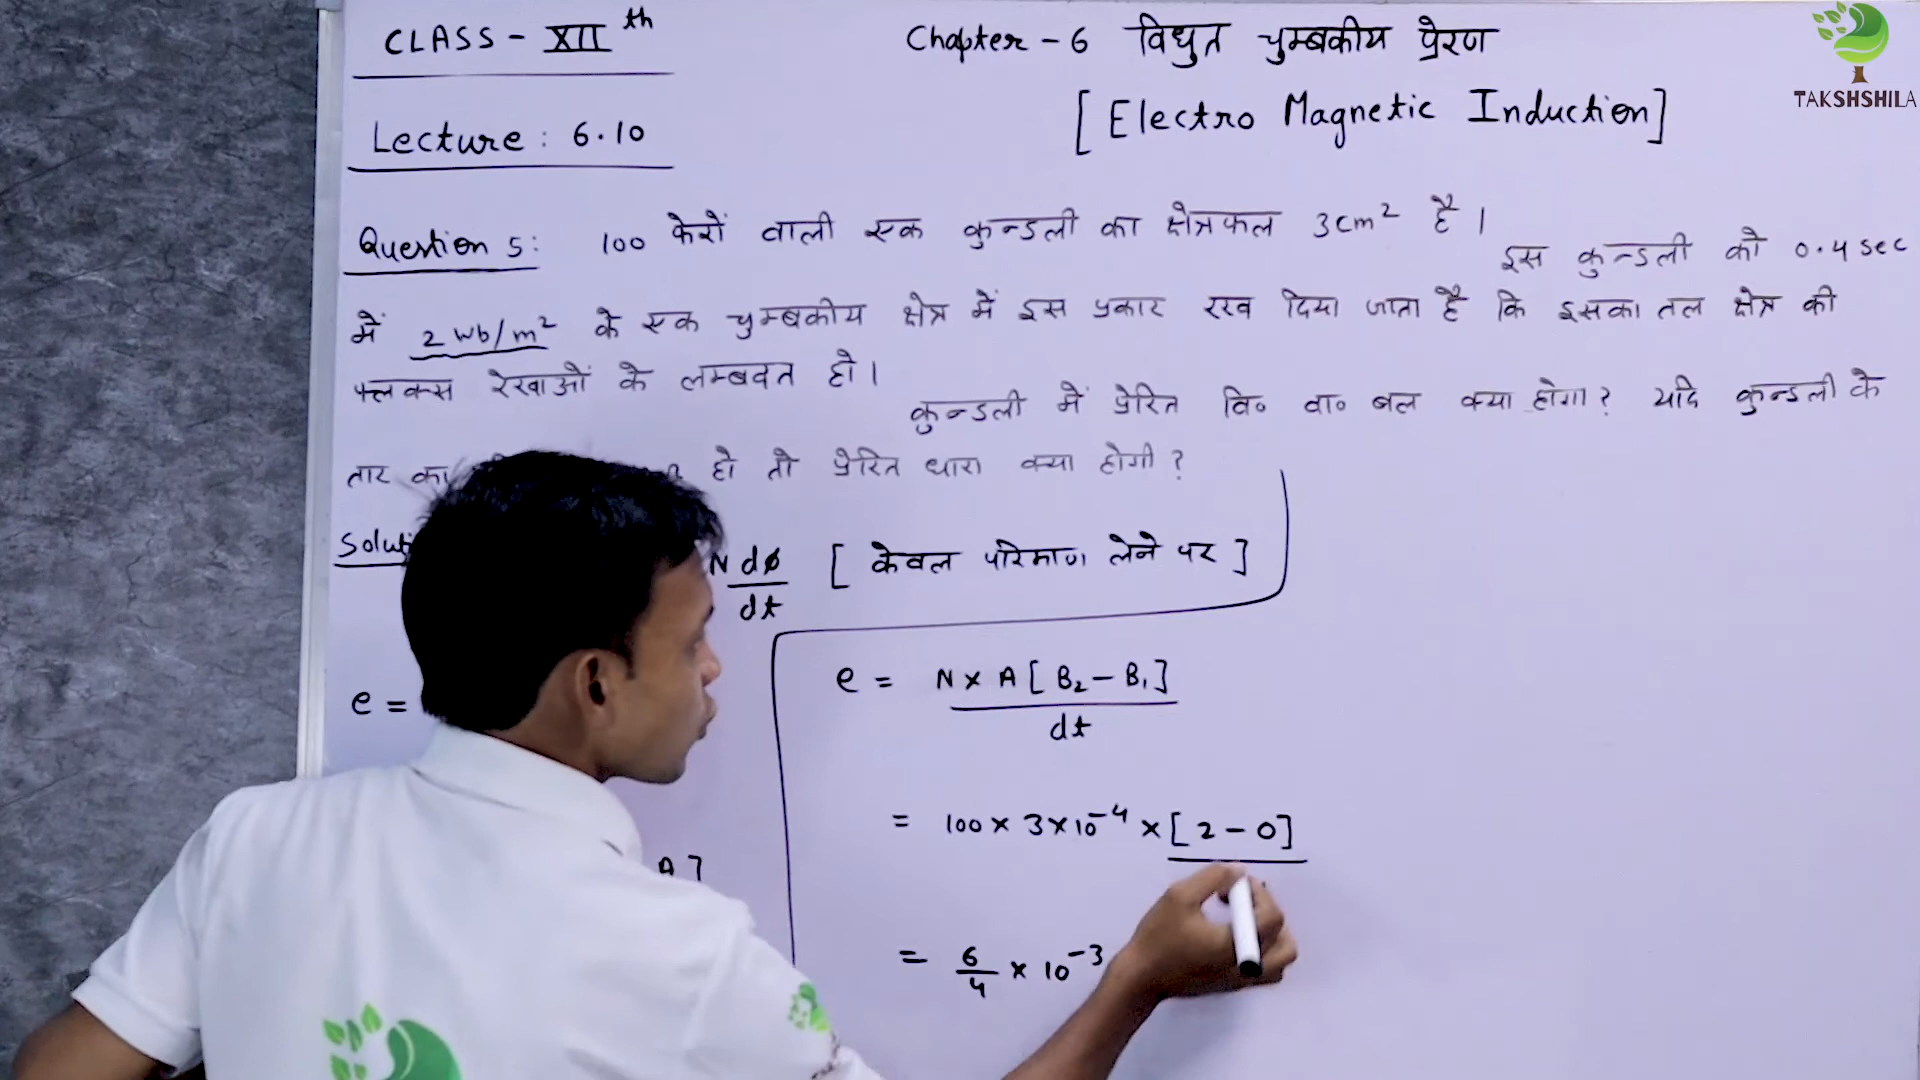 CLASS - XII th
Chapter - 6 विधुत चुम्बकीय प्रेरण
TAKSHSHILA
[ Electro Magnetic Induction]
Lecture : 6.10
Question 5: 100 फेरों वाली एक कुन्डली का क्षेत्रफल 3cm² है ।
इस कुन्डली को 0.4 sec
में 2 wb/m² के एक चुम्बकीय क्षेत्र में इस प्रकार रख दिया जाता है कि इसका तल क्षेत्र की
फ्लक्स रेखाओं के लम्बवत हो ।
कुन्डली में प्रेरित वि० वा० बल क्या होगा ? यदि कुन्डली के
तार का हो तो प्रेरित धारा क्या होगी ?
N dϕ/dt [ केवल परिमाण लेने पर ]
e =
e = N × A [ B₂ – B₁ ] / dt
= 100 × 3 × 10⁻⁴ × [ 2 – 0 ]
A ]
= 6/4 × 10⁻³